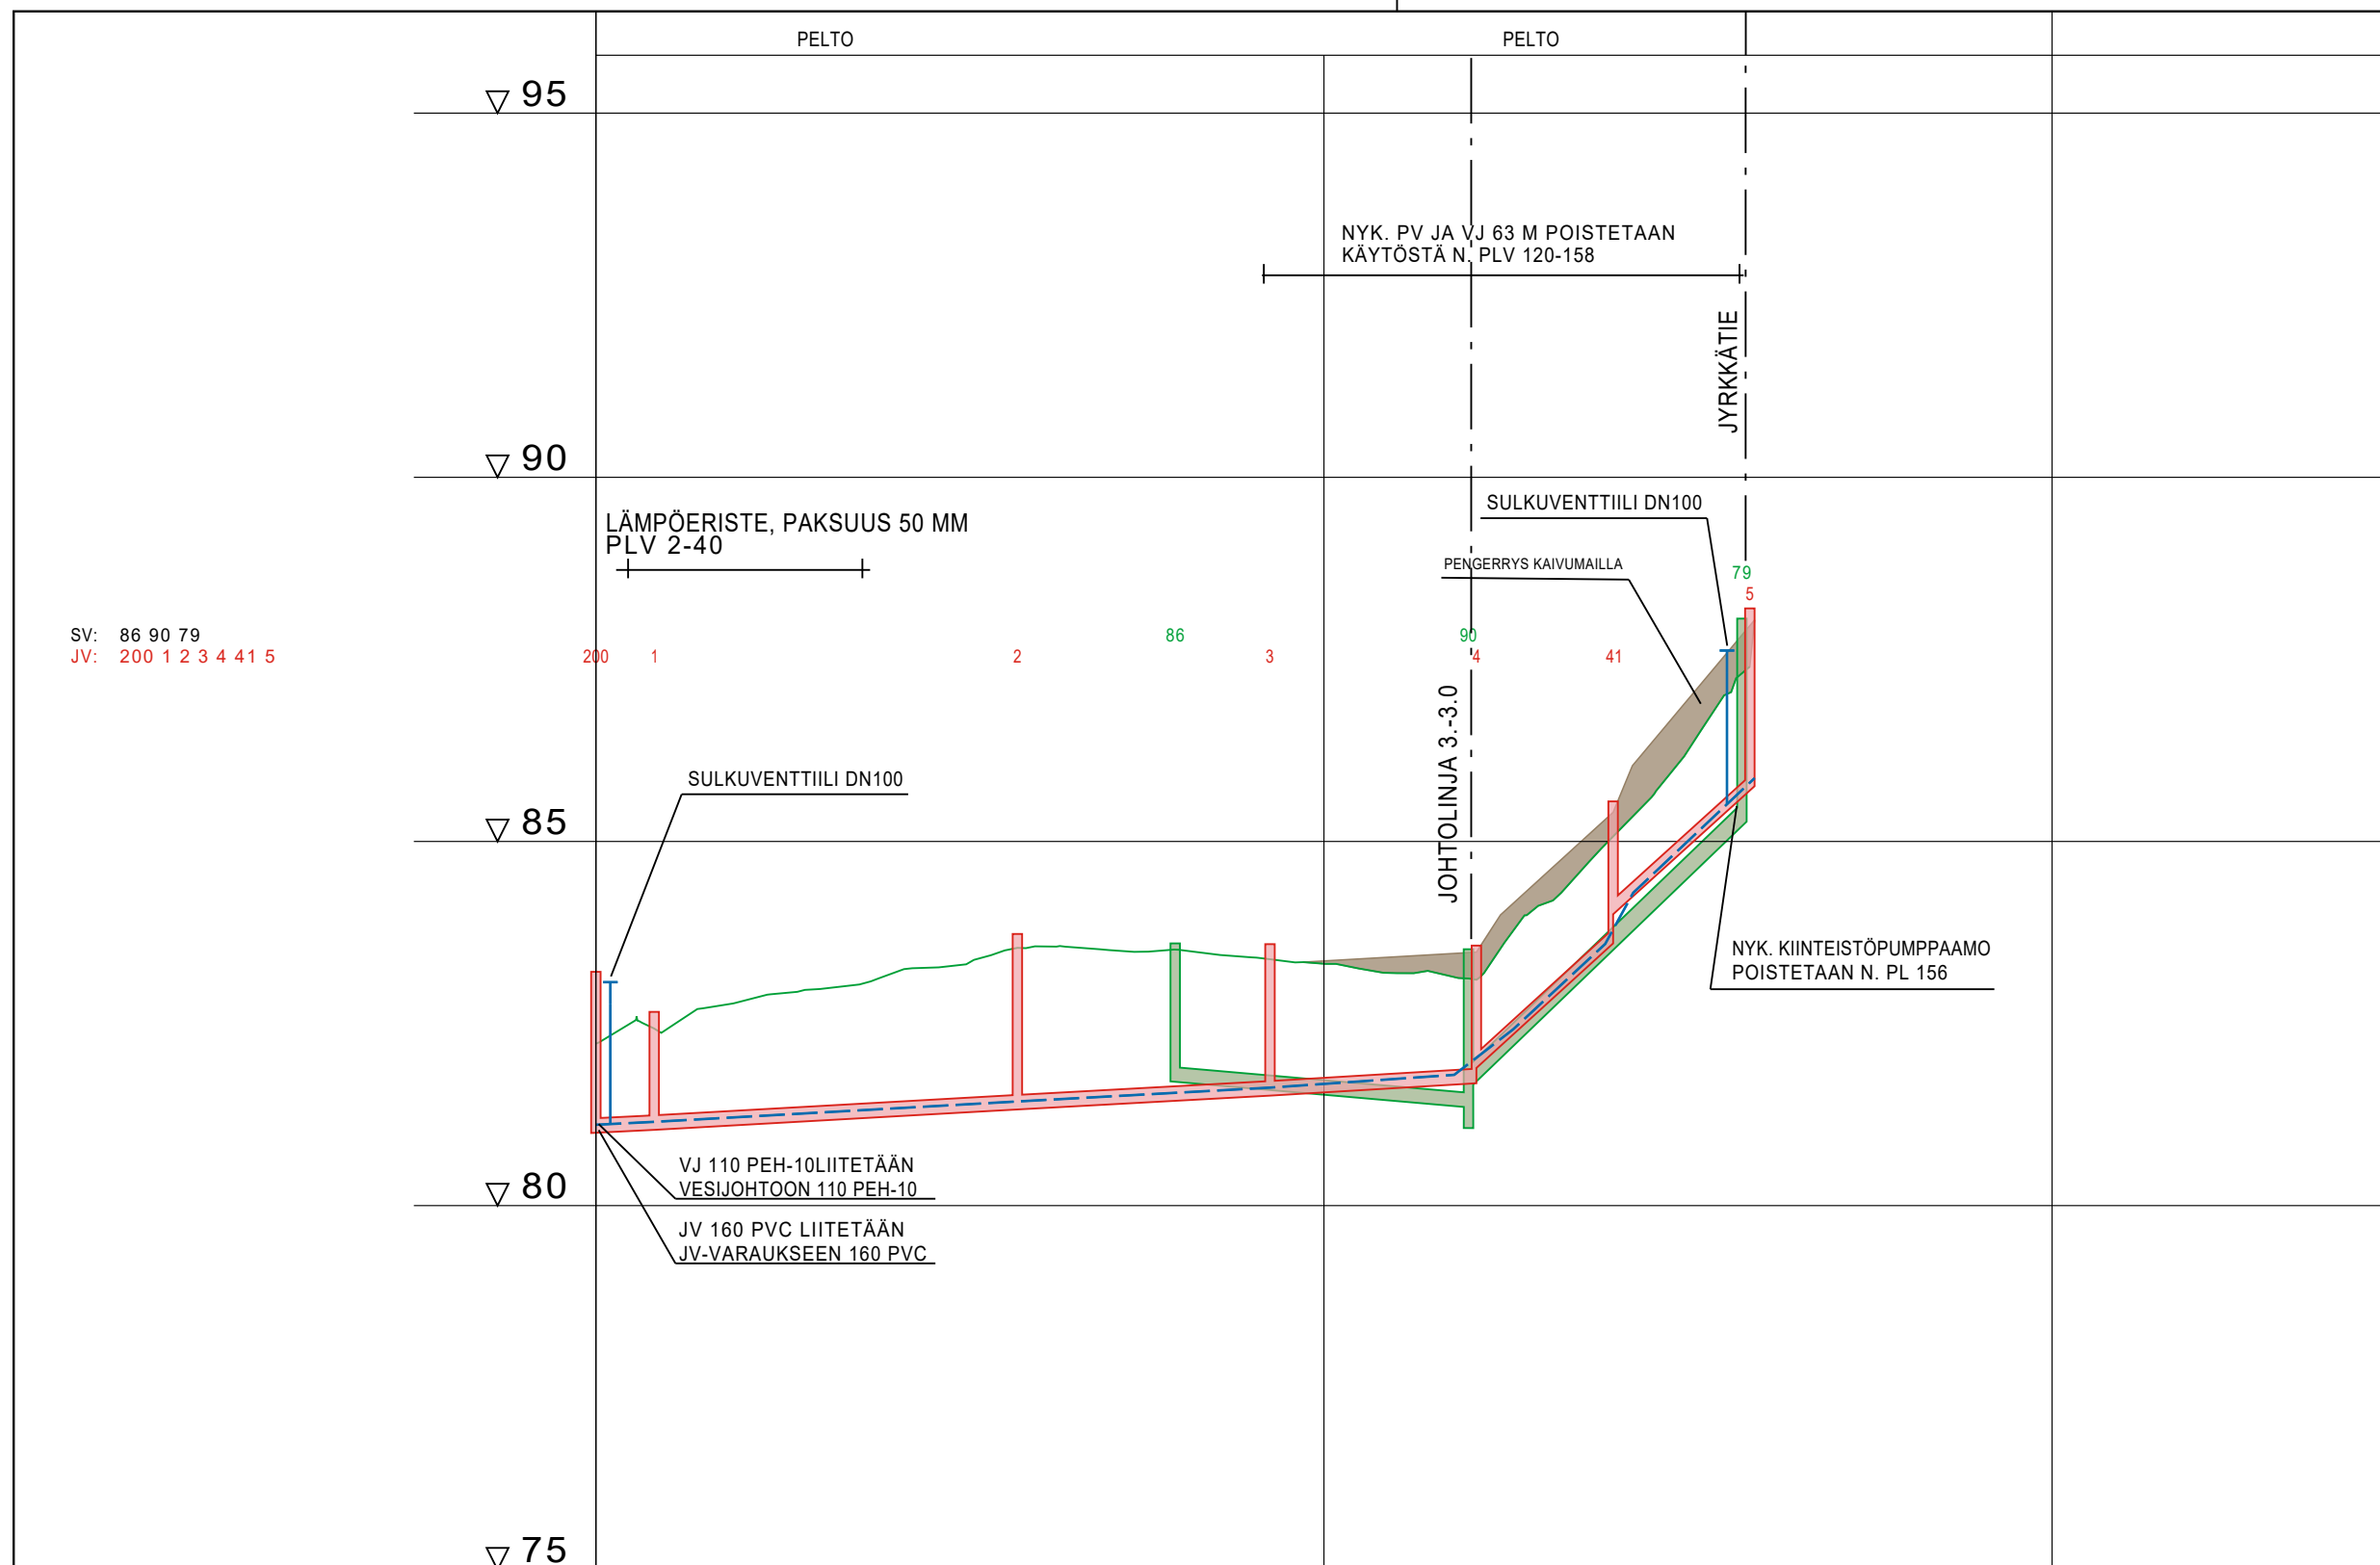 PELTO PELTO
95
NYK. PV JA VJ 63 M POISTETAAN
KÄYTÖSTÄ N. PLV 120-158
JYRKKÄTIE
90
SULKUVENTTIILI DN100
LÄMPÖERISTE, PAKSUUS 50 MM
PLV 2-40
PENGERRYS KAIVUMAILLA
79
5
SV: 86 90 79
86 90
JV: 200 1 2 3 4 41 5
200 1 2 3 4 41
JOHTOLINJA 3.-3.0
SULKUVENTTIILI DN100
85
NYK. KIINTEISTÖPUMPPAAMO
POISTETAAN N. PL 156
VJ 110 PEH-10LIITETÄÄN
VESIJOHTOON 110 PEH-10
80
JV 160 PVC LIITETÄÄN
JV-VARAUKSEEN 160 PVC
75